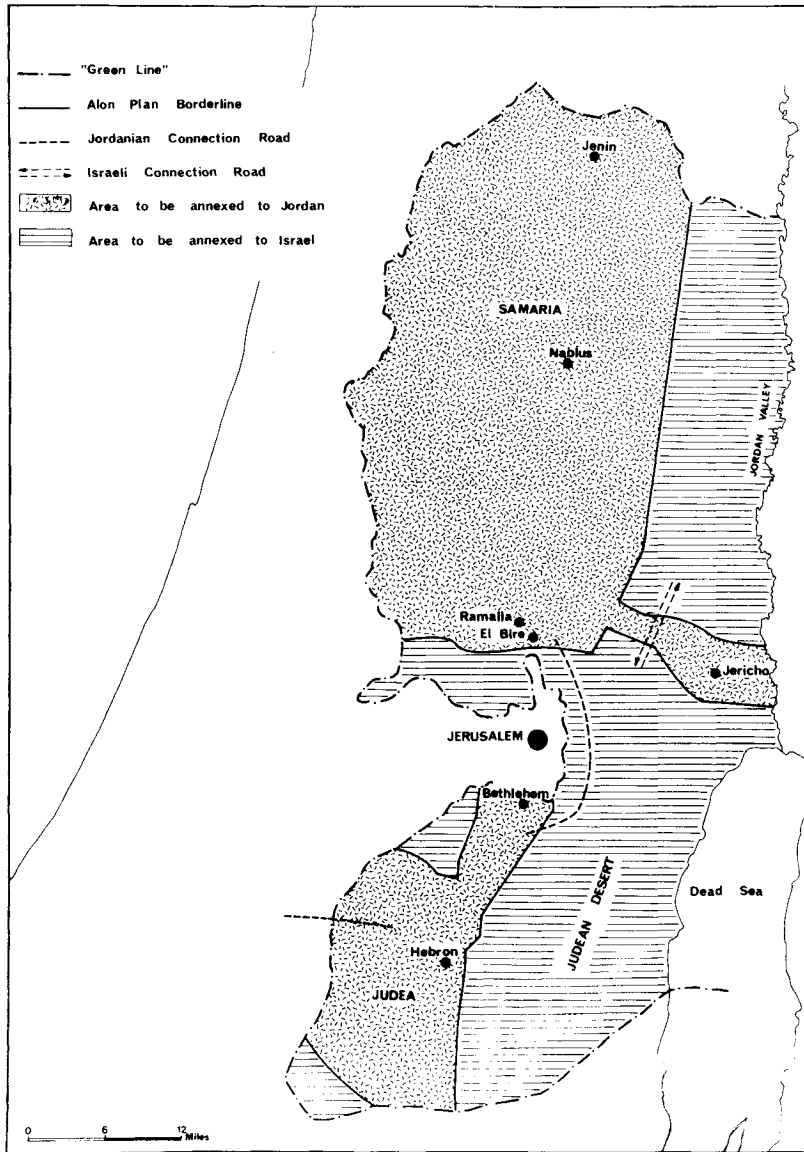 "Green Line"
Alon Plan Borderline
Jordanian Connection Road
Israeli Connection Road
Area to be annexed to Jordan
Area to be annexed to Israel
Jenin
SAMARIA
Nablus
JORDAN VALLEY
Ramalla
El Bire
Jericho
JERUSALEM
Bethlehem
Dead Sea
JUDEAN DESERT
Hebron
JUDEA
0 6 12
Miles